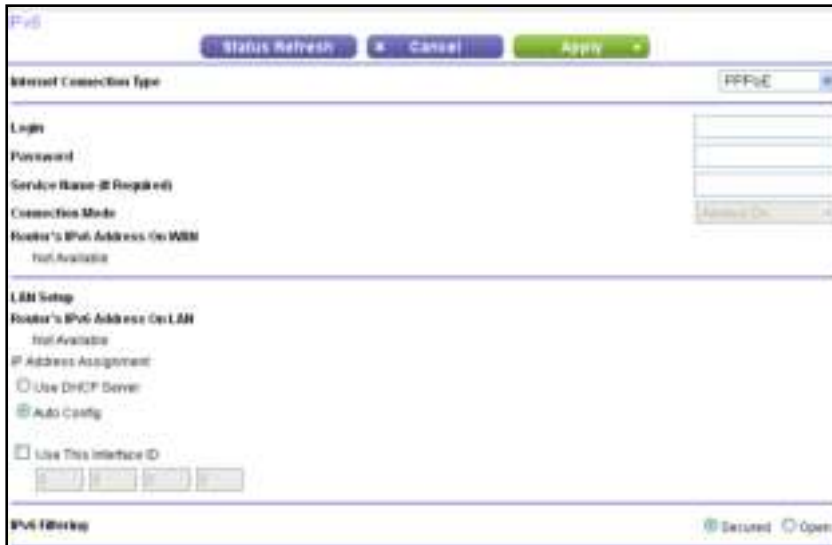 IPv6
Status Refresh Cancel Apply
Internet Connection Type PPPoE
Login
Password
Service Name (If Required)
Connection Mode Always On
Router's IPv6 Address On WAN
Not Available
LAN Setup
Router's IPv6 Address On LAN
Not Available
IP Address Assignment
Use DHCP Server
Auto Config
Use This Interface ID
IPv6 Filtering Secured Open